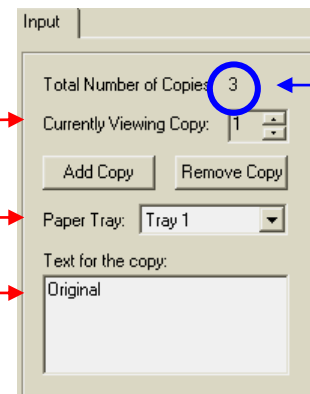 Input
Total Number of Copies: 3
Currently Viewing Copy: 1
Add Copy Remove Copy
Paper Tray: Tray 1
Text for the copy:
Original